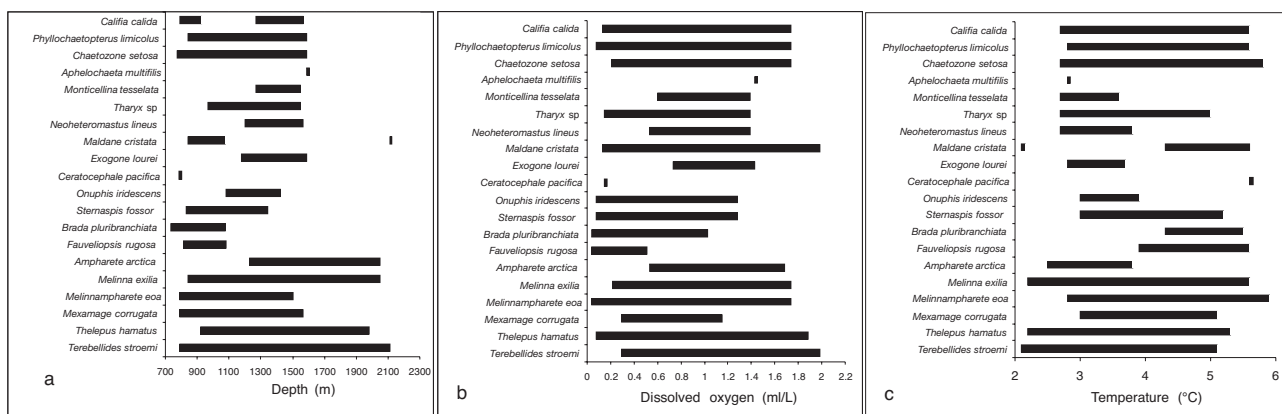 Califia calida
Phyllochaetopterus limicolus
Chaetozone setosa
Aphelochaeta multifilis
Monticellina tesselata
Tharyx sp
Neoheteromastus lineus
Maldane cristata
Exogone lourei
Ceratocephale pacifica
Onuphis iridescens
Sternaspis fossor
Brada pluribranchiata
Fauveliopsis rugosa
Ampharete arctica
Melinna exilia
Melinnampharete eoa
Mexamage corrugata
Thelepus hamatus
Terebellides stroemi
700 900 1100 1300 1500 1700 1900 2100 2300
a
Depth (m)
Califia calida
Phyllochaetopterus limicolus
Chaetozone setosa
Aphelochaeta multifilis
Monticellina tesselata
Tharyx sp
Neoheteromastus lineus
Maldane cristata
Exogone lourei
Ceratocephale pacifica
Onuphis iridescens
Sternaspis fossor
Brada pluribranchiata
Fauveliopsis rugosa
Ampharete arctica
Melinna exilia
Melinnampharete eoa
Mexamage corrugata
Thelepus hamatus
Terebellides stroemi
0 0.2 0.4 0.6 0.8 1 1.2 1.4 1.6 1.8 2 2.2
b
Dissolved oxygen (ml/L)
Califia calida
Phyllochaetopterus limicolus
Chaetozone setosa
Aphelochaeta multifilis
Monticellina tesselata
Tharyx sp
Neoheteromastus lineus
Maldane cristata
Exogone lourei
Ceratocephale pacifica
Onuphis iridescens
Sternaspis fossor
Brada pluribranchiata
Fauveliopsis rugosa
Ampharete arctica
Melinna exilia
Melinnampharete eoa
Mexamage corrugata
Thelepus hamatus
Terebellides stroemi
2 3 4 5 6
c
Temperature (°C)